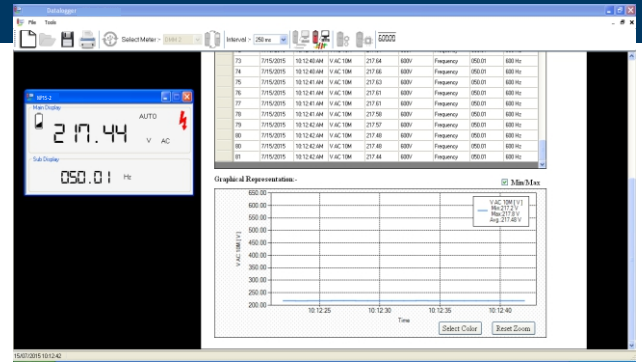 Datalogger
File Tools
Select Meter :- Interval :- 250 ms 60000
73 7/15/2015 10:12:40 AM V AC 10M 217.64 600V Frequency 050.01 600 Hz
74 7/15/2015 10:12:40 AM V AC 10M 217.66 600V Frequency 050.01 600 Hz
75 7/15/2015 10:12:40 AM V AC 10M 217.63 600V Frequency 050.01 600 Hz
76 7/15/2015 10:12:41 AM V AC 10M 217.61 600V Frequency 050.01 600 Hz
77 7/15/2015 10:12:41 AM V AC 10M 217.61 600V Frequency 050.01 600 Hz
78 7/15/2015 10:12:41 AM V AC 10M 217.58 600V Frequency 050.01 600 Hz
79 7/15/2015 10:12:42 AM V AC 10M 217.57 600V Frequency 050.01 600 Hz
80 7/15/2015 10:12:42 AM V AC 10M 217.48 600V Frequency 050.01 600 Hz
80 7/15/2015 10:12:42 AM V AC 10M 217.48 600V Frequency 050.01 600 Hz
81 7/15/2015 10:12:42 AM V AC 10M 217.44 600V Frequency 050.01 600 Hz
Main Display
AUTO
217.44 V AC
Sub Display
050.01 Hz
Graphical Representation:-
Min/Max
650.00
600.00
550.00
500.00
450.00
400.00
350.00
300.00
250.00
200.00
V AC 10M [ V ]
V AC 10M [ V ]
Min:217.2 V
Max:217.8 V
Avg: 217.48 V
10:12:25 10:12:30 10:12:35 10:12:40
Time
Select Color Reset Zoom
15/07/2015 10:12:42